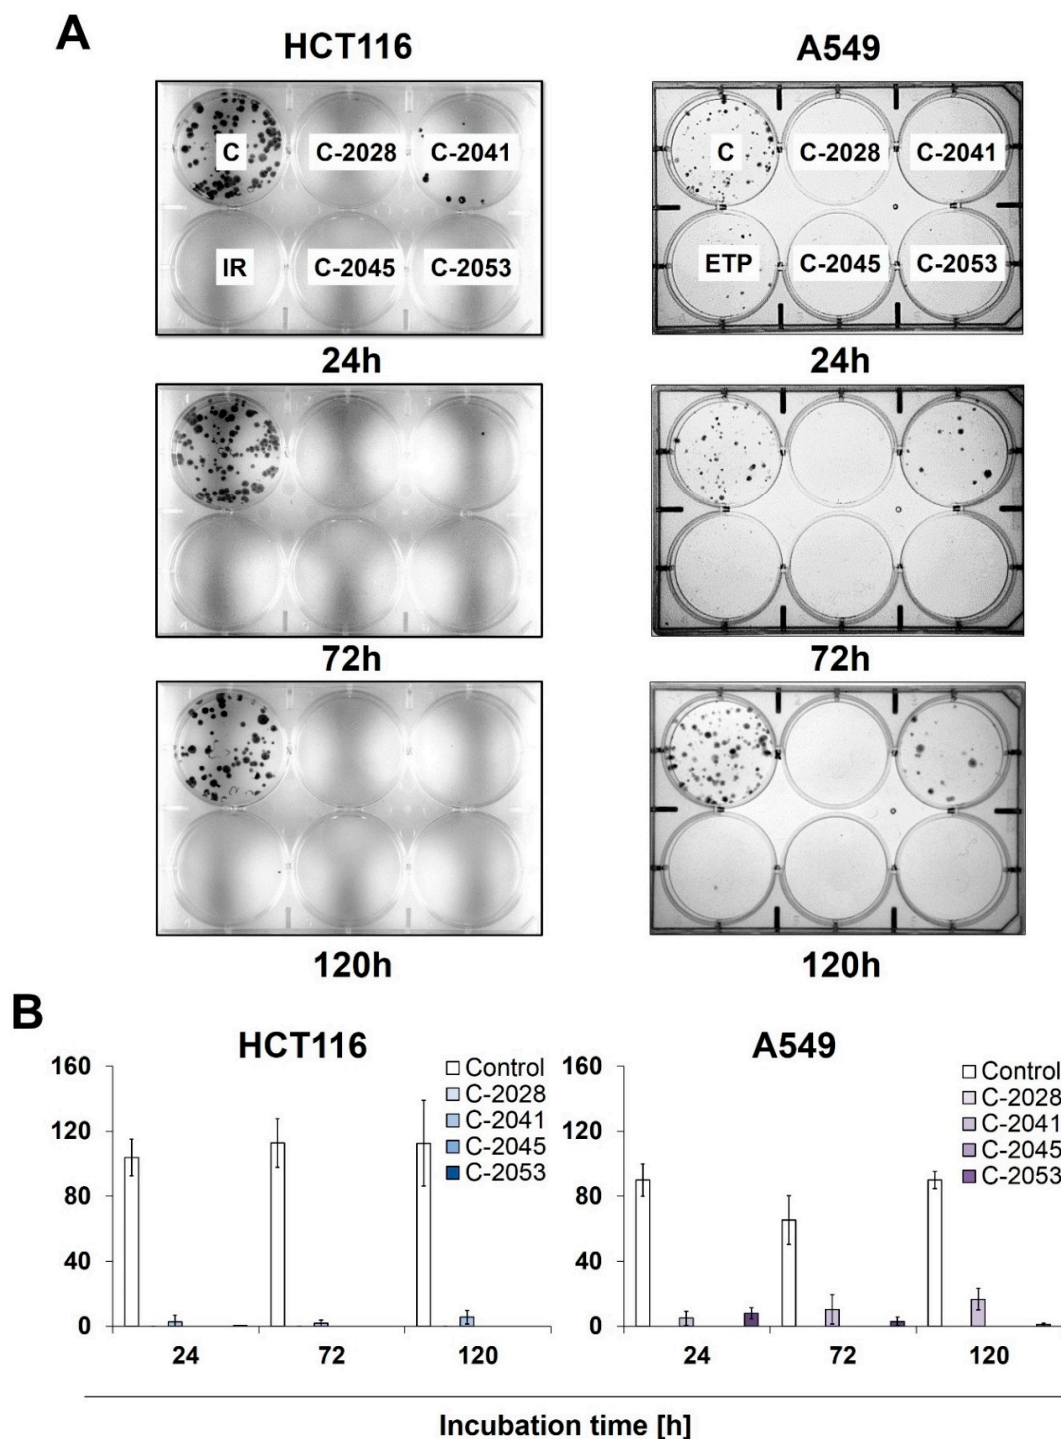 A
HCT116
A549
C C-2028 C-2041
IR C-2045 C-2053
C C-2028 C-2041
ETP C-2045 C-2053
24h
24h
72h
72h
120h
120h
B
HCT116
160
120
80
40
0
Control
C-2028
C-2041
C-2045
C-2053
24 72 120
A549
160
120
80
40
0
Control
C-2028
C-2041
C-2045
C-2053
24 72 120
Incubation time [h]